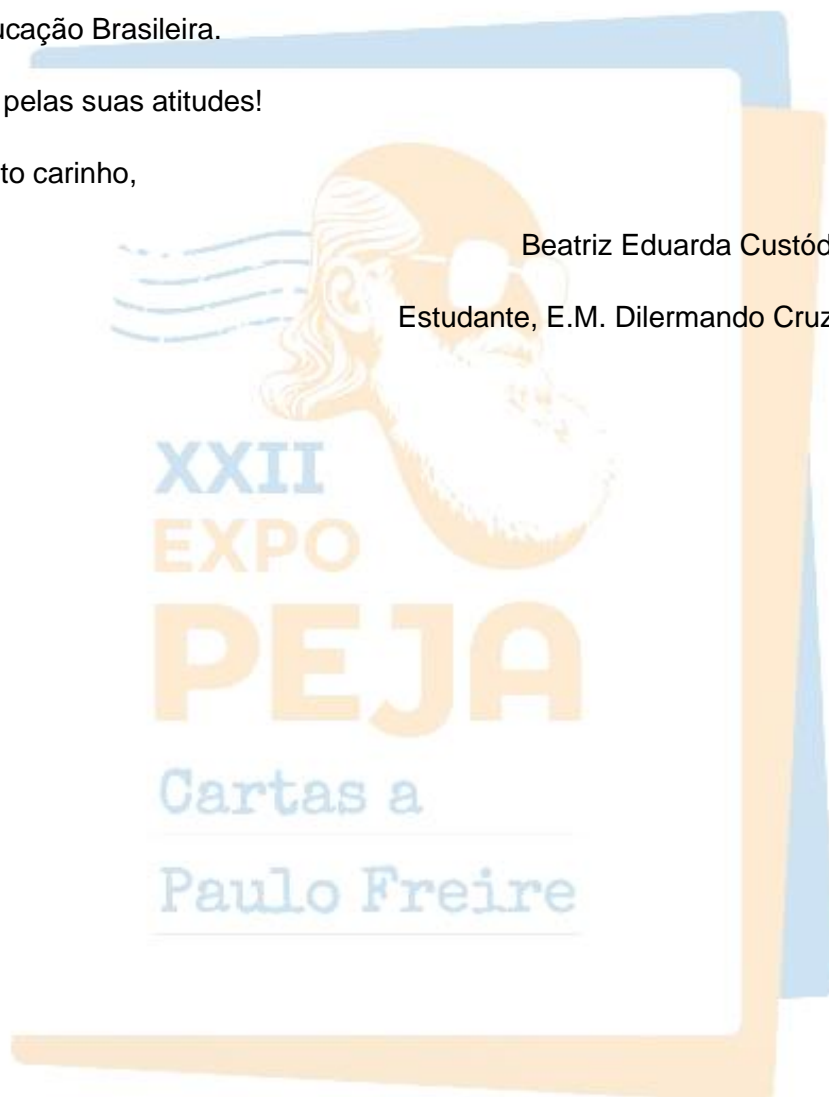 ucação Brasileira.
pelas suas atitudes!
to carinho,
Beatriz Eduarda Custód
Estudante, E.M. Dilermando Cruz
XXII
EXPO
PEJA
Cartas a
Paulo Freire